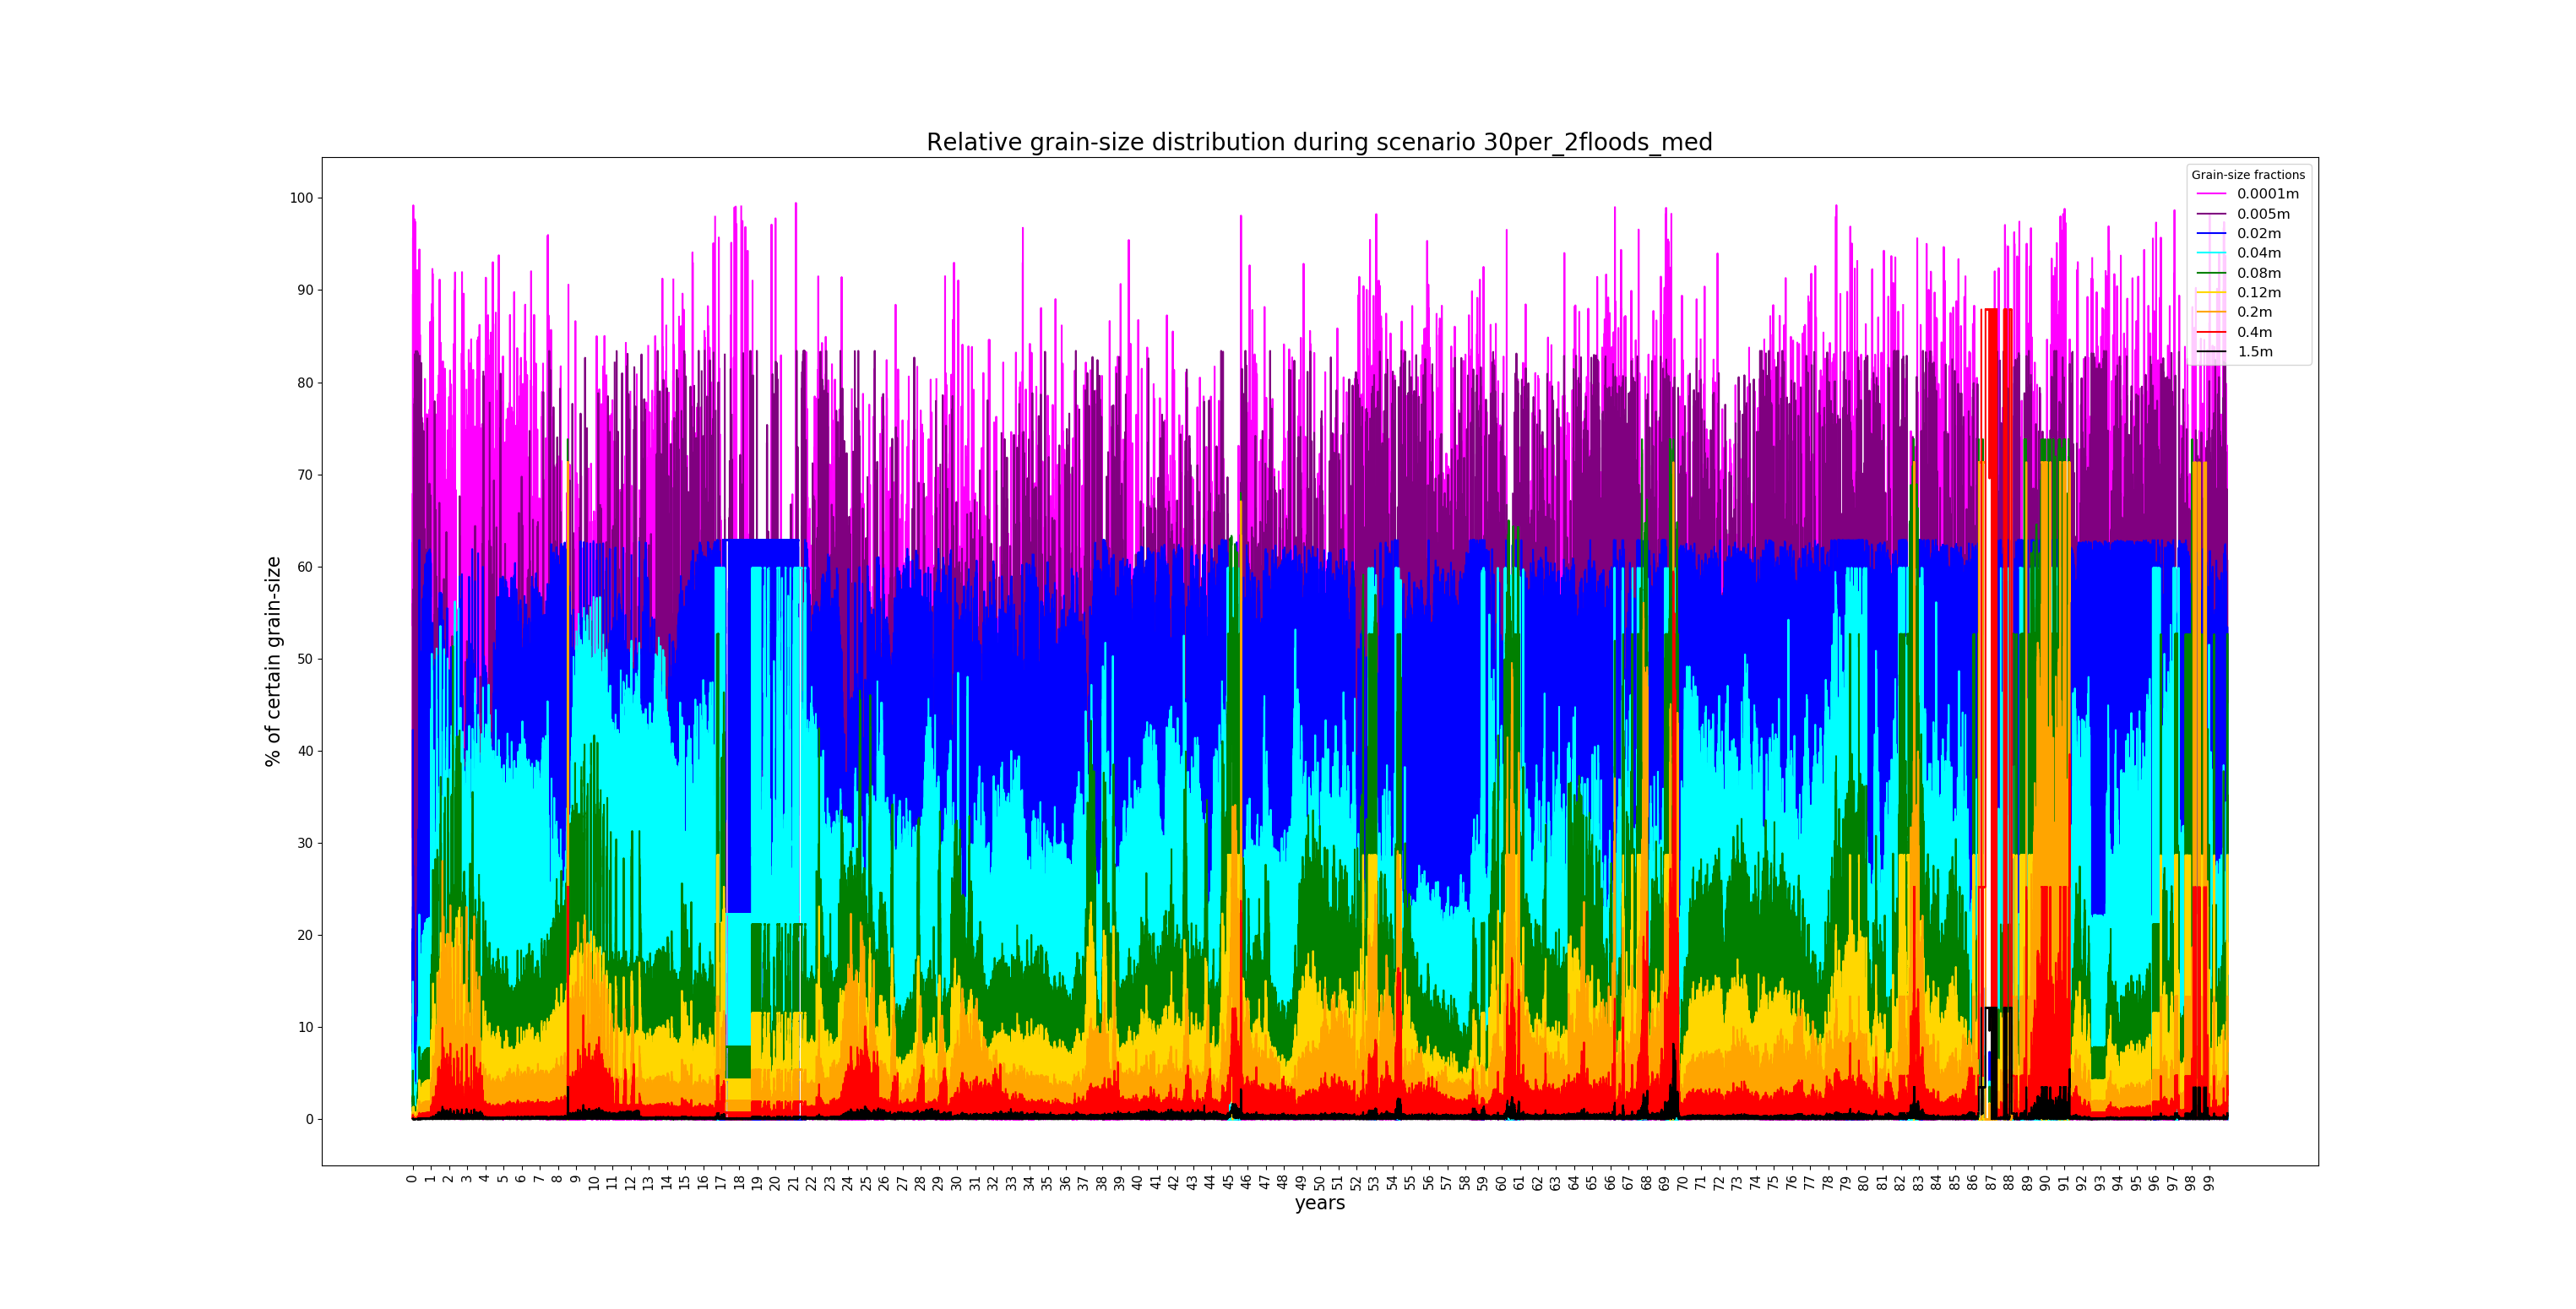 Relative grain-size distribution during scenario 30per_2floods_med
Grain-size fractions
0.0001m
0.005m
0.02m
0.04m
0.08m
0.12m
0.2m
0.4m
1.5m
% of certain grain-size
100
90
80
70
60
50
40
30
20
10
0
0 1 2 3 4 5 6 7 8 9 10 11 12 13 14 15 16 17 18 19 20 21 22 23 24 25 26 27 28 29 30 31 32 33 34 35 36 37 38 39 40 41 42 43 44 45 46 47 48 49 50 51 52 53 54 55 56 57 58 59 60 61 62 63 64 65 66 67 68 69 70 71 72 73 74 75 76 77 78 79 80 81 82 83 84 85 86 87 88 89 90 91 92 93 94 95 96 97 98 99
years